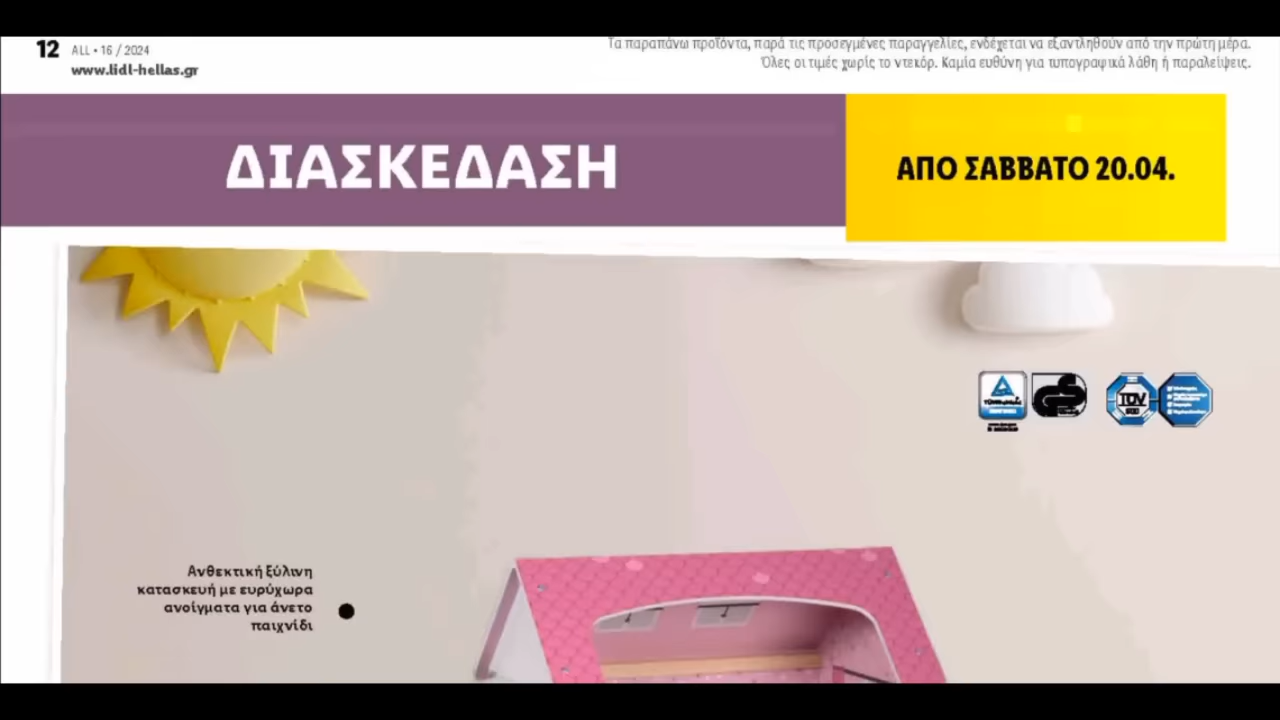 12 ALL • 16 / 2024
www.lidl-hellas.gr
Τα παραπάνω προϊόντα, παρά τις προσεγμένες παραγγελίες, ενδέχεται να εξαντληθούν από την πρώτη μέρα.
Όλες οι τιμές χωρίς το ντεκόρ. Καμία ευθύνη για τυπογραφικά λάθη ή παραλείψεις.
ΔΙΑΣΚΕΔΑΣΗ
ΑΠΟ ΣΑΒΒΑΤΟ 20.04.
TÜV
Ανθεκτική ξύλινη
κατασκευή με ευρύχωρα
ανοίγματα για άνετο
παιχνίδι